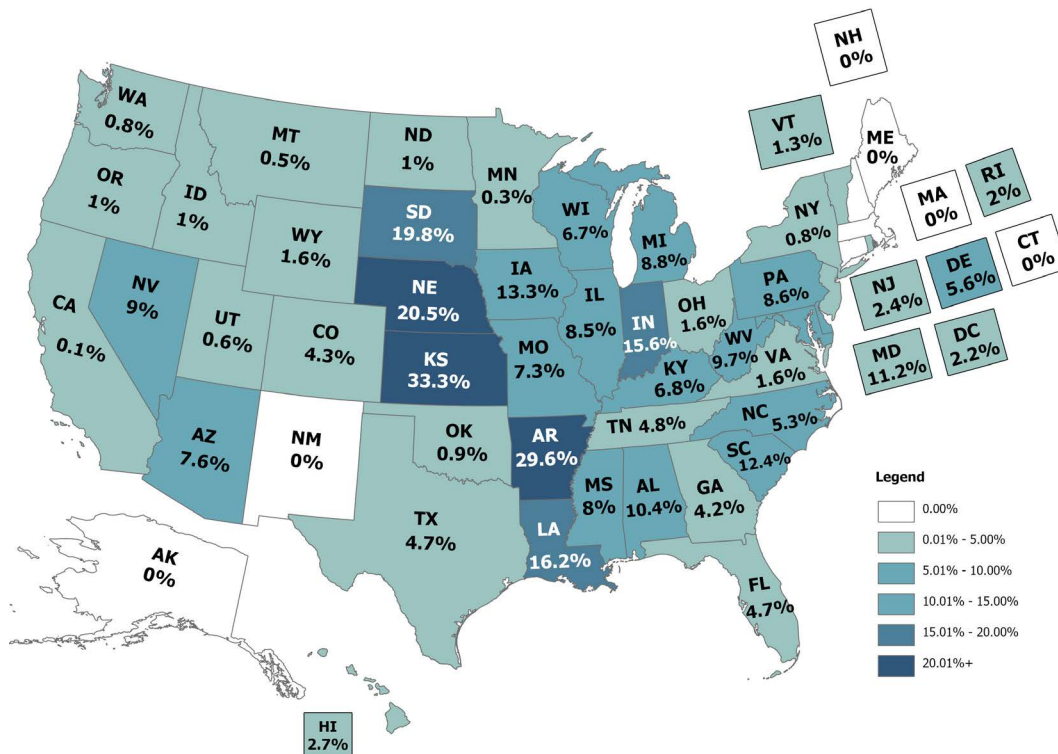 NH
0%
WA
0.8%
MT
0.5%
ND
1%
MN
0.3%
VT
1.3%
ME
0%
RI
2%
OR
1%
ID
1%
SD
19.8%
WI
6.7%
MI
8.8%
NY
0.8%
MA
0%
CT
0%
WY
1.6%
IA
13.3%
PA
8.6%
NJ
2.4%
DE
5.6%
NV
9%
NE
20.5%
IL
8.5%
IN
15.6%
OH
1.6%
CA
0.1%
UT
0.6%
CO
4.3%
KS
33.3%
MO
7.3%
WV
9.7%
VA
1.6%
MD
11.2%
DC
2.2%
KY
6.8%
AZ
7.6%
NM
0%
OK
0.9%
AR
29.6%
TN 4.8%
NC
5.3%
SC
12.4%
MS
8%
AL
10.4%
GA
4.2%
TX
4.7%
LA
16.2%
FL
4.7%
AK
0%
HI
2.7%
Legend
0.00%
0.01% - 5.00%
5.01% - 10.00%
10.01% - 15.00%
15.01% - 20.00%
20.01%+